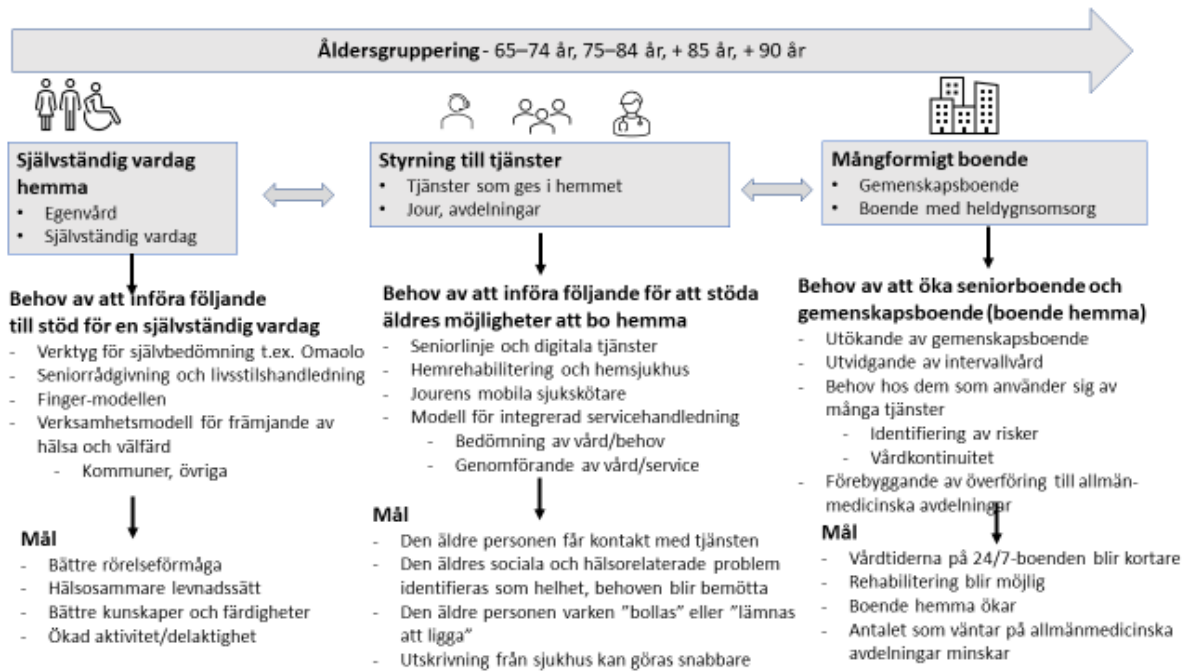 Åldersgruppering - 65–74 år, 75–84 år, + 85 år, + 90 år
Självständig vardag
hemma
• Egenvård
• Självständig vardag
Behov av att införa följande
till stöd för en självständig vardag
- Verktyg för självbedömning t.ex. Omaolo
- Seniorrådgivning och livsstilshandledning
- Finger-modellen
- Verksamhetsmodell för främjande av
hälsa och välfärd
- Kommuner, övriga
Mål
- Bättre rörelseförmåga
- Hälsosammare levnadssätt
- Bättre kunskaper och färdigheter
- Ökad aktivitet/delaktighet
Styrning till tjänster
• Tjänster som ges i hemmet
• Jour, avdelningar
Behov av att införa följande för att stöda
äldres möjligheter att bo hemma
- Seniorlinje och digitala tjänster
- Hemrehabilitering och hemsjukhus
- Jourens mobila sjukskötare
- Modell för integrerad servicehandledning
- Bedömning av vård/behov
- Genomförande av vård/service
Mål
- Den äldre personen får kontakt med tjänsten
- Den äldres sociala och hälsorelaterade problem
identifieras som helhet, behoven blir bemötta
- Den äldre personen varken ”bollas” eller ”lämnas
att ligga”
- Utskrivning från sjukhus kan göras snabbare
Mångformigt boende
• Gemenskapsboende
• Boende med heldygnsomsorg
Behov av att öka seniorboende och
gemenskapsboende (boende hemma)
- Utökande av gemenskapsboende
- Utvidgande av intervallvård
- Behov hos dem som använder sig av
många tjänster
- Identifiering av risker
- Vårdkontinuitet
- Förebyggande av överföring till allmän-
medicinska avdelningar
Mål
- Vårdtiderna på 24/7-boenden blir kortare
- Rehabilitering blir möjlig
- Boende hemma ökar
- Antalet som väntar på allmänmedicinska
avdelningar minskar